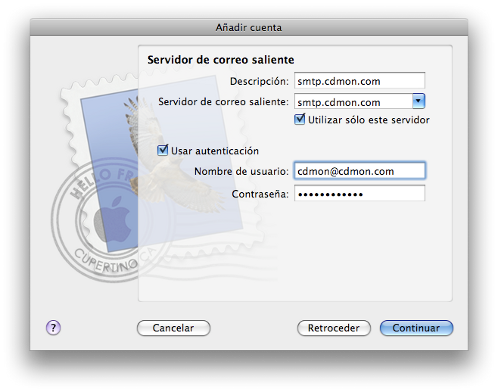 Añadir cuenta
Servidor de correo saliente
Descripción: smtp.cdmon.com
Servidor de correo saliente: smtp.cdmon.com
Utilizar sólo este servidor
Usar autenticación
Nombre de usuario: cdmon@cdmon.com
Contraseña: ••••••••••••
HELLO FR
CUPERTINO, CA
? Cancelar Retroceder Continuar